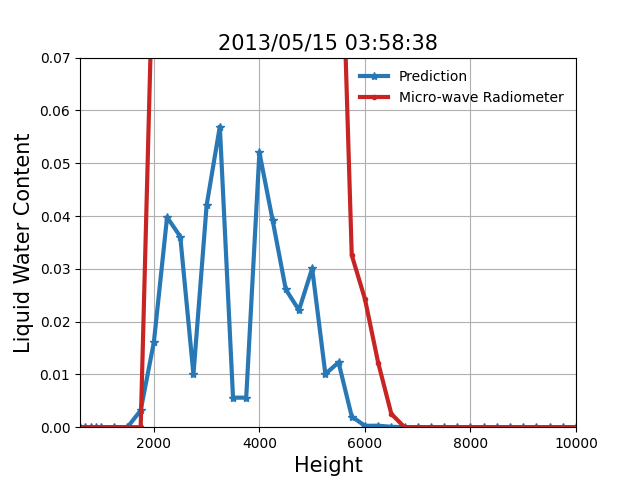 2013/05/15 03:58:38
0.07
0.06
0.05
0.04
0.03
0.02
0.01
0.00
Liquid Water Content
Prediction
Micro-wave Radiometer
2000 4000 6000 8000 10000
Height